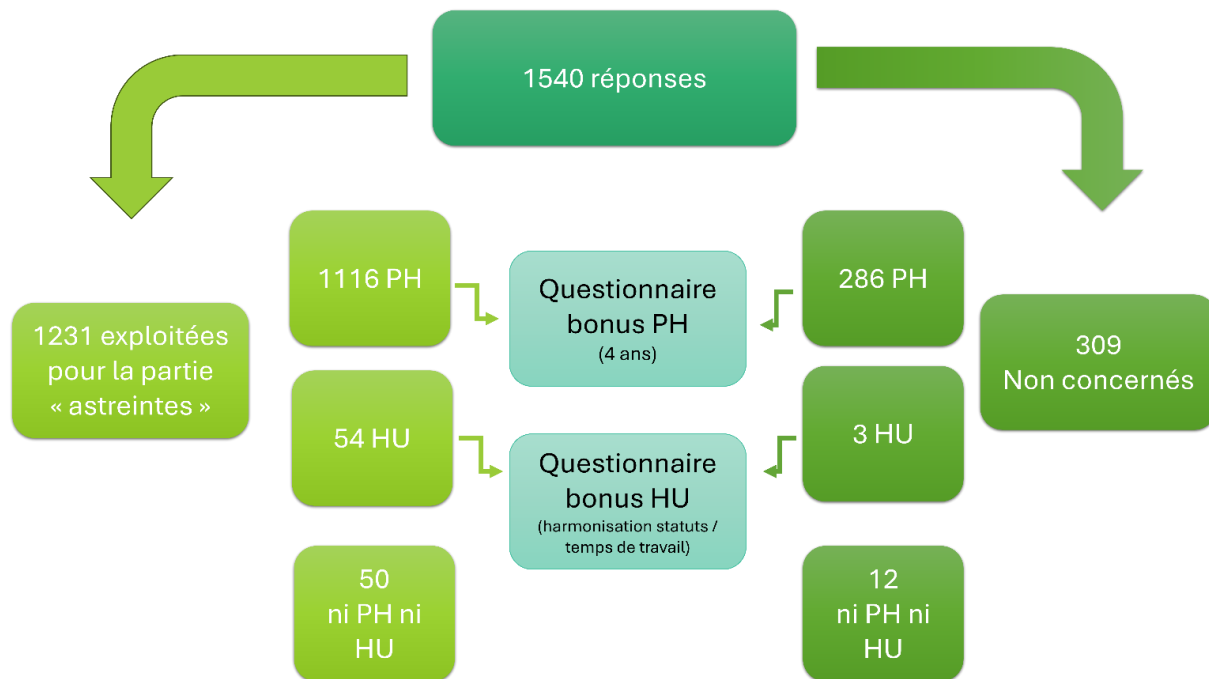 1540 réponses
1231 exploitées
pour la partie
« astreintes »
1116 PH
54 HU
50
ni PH ni
HU
Questionnaire
bonus PH
(4 ans)
Questionnaire
bonus HU
(harmonisation statuts /
temps de travail)
286 PH
3 HU
12
ni PH ni
HU
309
Non concernés